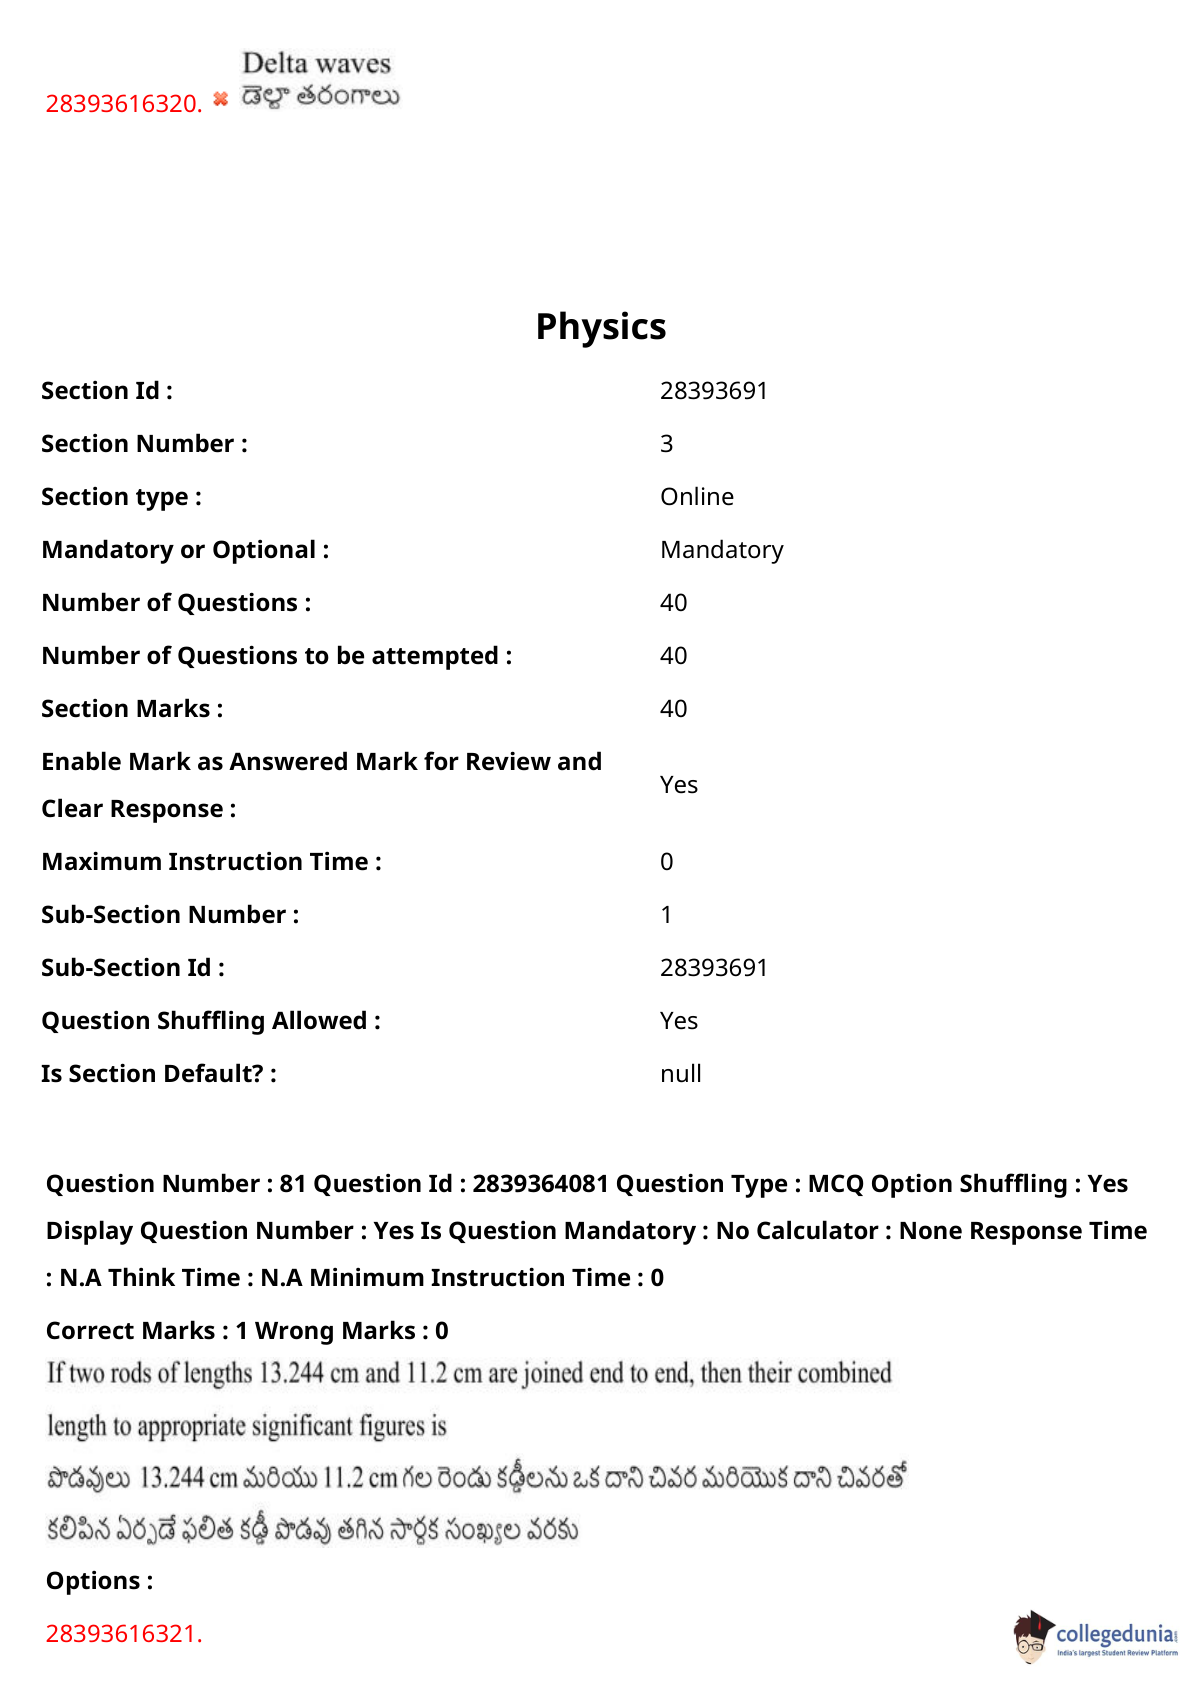 Delta waves
28393616320. డెల్టా తరంగాలు
Physics
Section Id : 28393691
Section Number : 3
Section type : Online
Mandatory or Optional : Mandatory
Number of Questions : 40
Number of Questions to be attempted : 40
Section Marks : 40
Enable Mark as Answered Mark for Review and
Clear Response : Yes
Maximum Instruction Time : 0
Sub-Section Number : 1
Sub-Section Id : 28393691
Question Shuffling Allowed : Yes
Is Section Default? : null
Question Number : 81 Question Id : 2839364081 Question Type : MCQ Option Shuffling : Yes
Display Question Number : Yes Is Question Mandatory : No Calculator : None Response Time
: N.A Think Time : N.A Minimum Instruction Time : 0
Correct Marks : 1 Wrong Marks : 0
If two rods of lengths 13.244 cm and 11.2 cm are joined end to end, then their combined
length to appropriate significant figures is
పొడవులు 13.244 cm మరియు 11.2 cm గల రెండు కడ్డీలను ఒక దాని చివర మరియొక దాని చివరతో
కలిపిన ఏర్పడే ఫలిత కడ్డీ పొడవు తగిన సార్థక సంఖ్యల వరకు
Options :
28393616321.
collegedunia
India's largest Student Review Platform